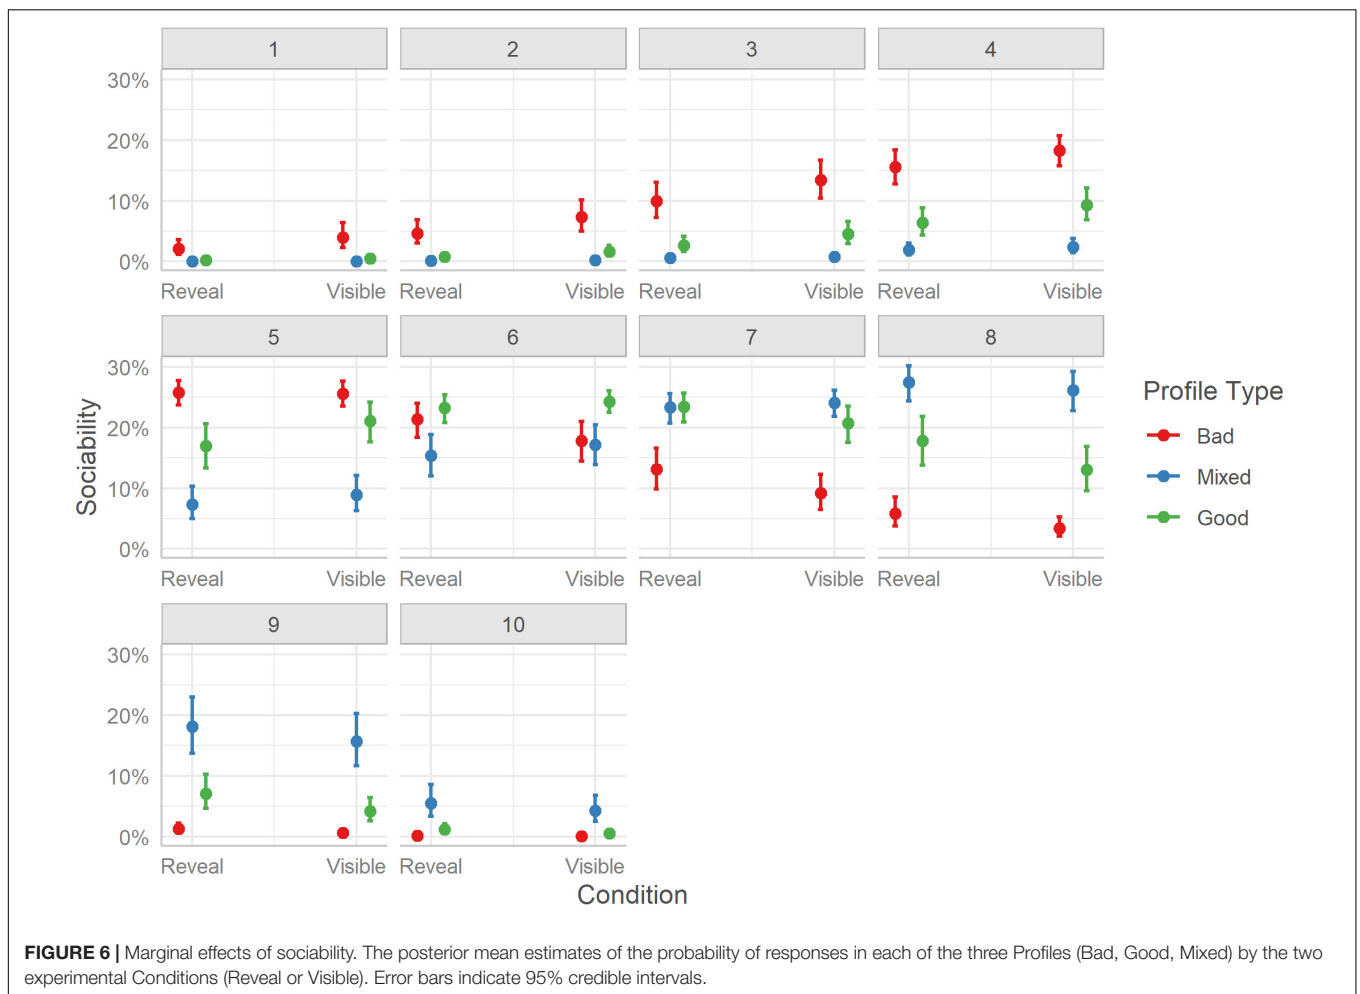 1 2 3 4
30%
20%
10%
0%
Reveal Visible Reveal Visible Reveal Visible Reveal Visible
5 6 7 8
30%
20%
10%
0%
Reveal Visible Reveal Visible Reveal Visible Reveal Visible
9 10
30%
20%
10%
0%
Reveal Visible Reveal Visible
Sociability
Condition
Profile Type
Bad
Mixed
Good
FIGURE 6 | Marginal effects of sociability. The posterior mean estimates of the probability of responses in each of the three Profiles (Bad, Good, Mixed) by the two
experimental Conditions (Reveal or Visible). Error bars indicate 95% credible intervals.